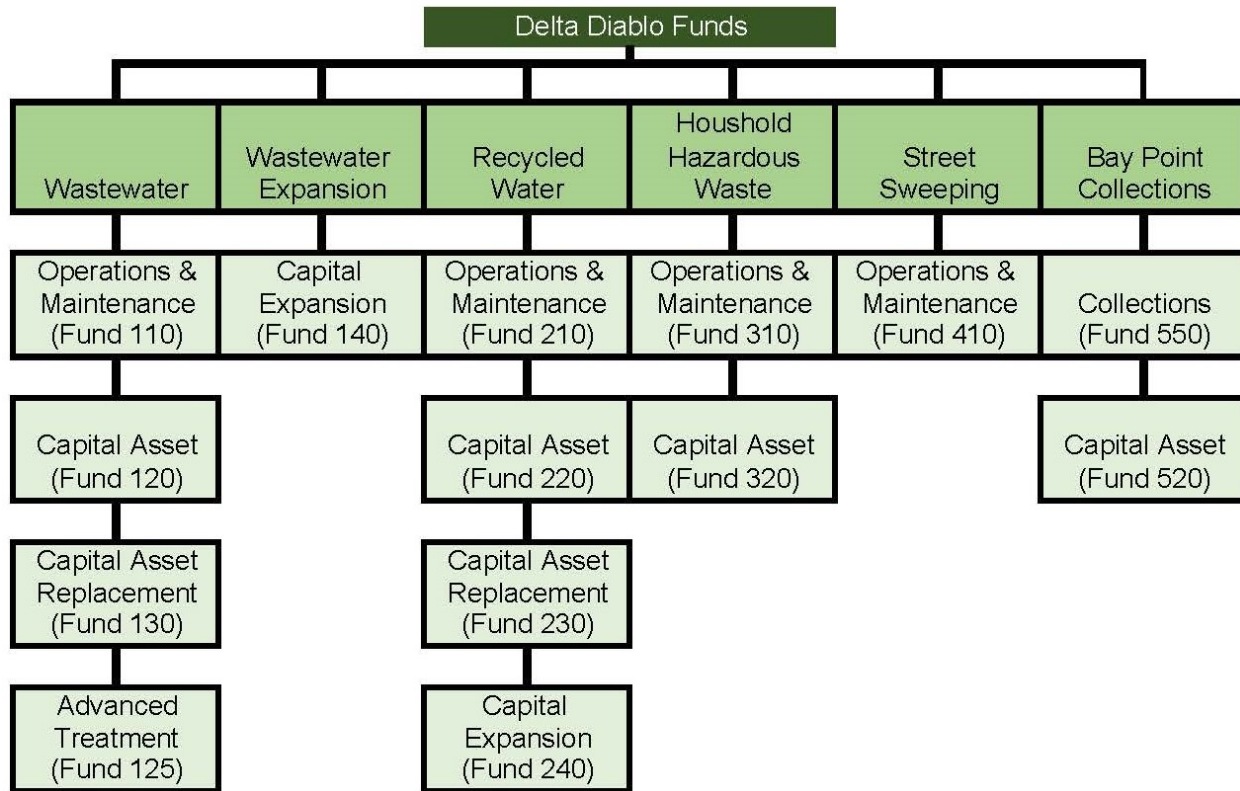 Delta Diablo Funds
Wastewater
Wastewater
Expansion
Recycled
Water
Houshold
Hazardous
Waste
Street
Sweeping
Bay Point
Collections
Operations &
Maintenance
(Fund 110)
Capital
Expansion
(Fund 140)
Operations &
Maintenance
(Fund 210)
Operations &
Maintenance
(Fund 310)
Operations &
Maintenance
(Fund 410)
Collections
(Fund 550)
Capital Asset
(Fund 120)
Capital Asset
(Fund 220)
Capital Asset
(Fund 320)
Capital Asset
(Fund 520)
Capital Asset
Replacement
(Fund 130)
Capital Asset
Replacement
(Fund 230)
Advanced
Treatment
(Fund 125)
Capital
Expansion
(Fund 240)